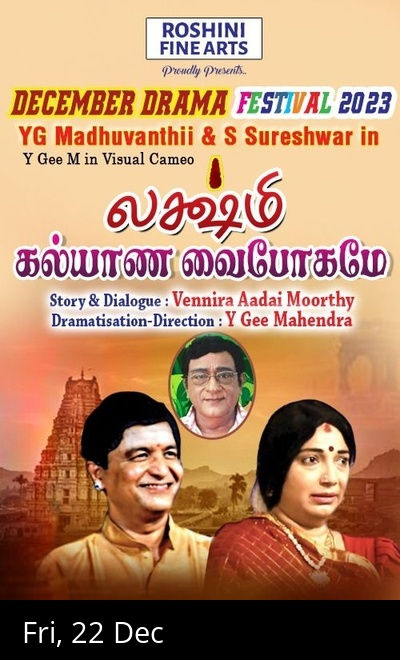 ROSHINI
FINE ARTS
Proudly Presents..
DECEMBER DRAMA FESTIVAL 2023
YG Madhuvanthii & S Sureshwar in
Y Gee M in Visual Cameo
லக்ஷ்மி
கல்யாண வைபோகமே
Story & Dialogue : Vennira Aadai Moorthy
Dramatisation-Direction : Y Gee Mahendra
Fri, 22 Dec